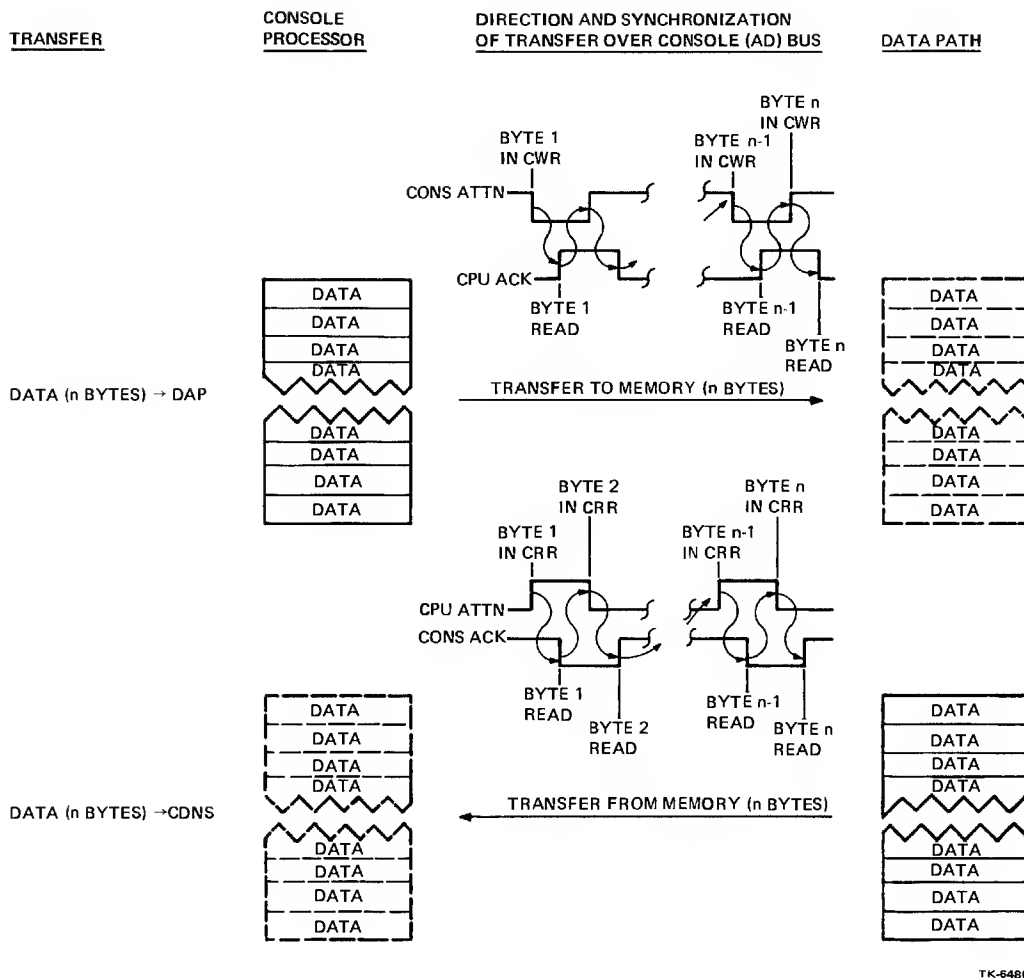 TRANSFER
CONSOLE
PROCESSOR
DIRECTION AND SYNCHRONIZATION
OF TRANSFER OVER CONSOLE (AD) BUS
DATA PATH
BYTE 1
IN CWR
BYTE n-1
IN CWR
BYTE n
IN CWR
CONS ATTN
CPU ACK
BYTE 1
READ
BYTE n-1
READ
BYTE n
READ
DATA (n BYTES) → DAP
DATA
DATA
DATA
DATA
DATA
DATA
DATA
DATA
TRANSFER TO MEMORY (n BYTES)
DATA
DATA
DATA
DATA
DATA
DATA
DATA
DATA
BYTE 1
IN CRR
BYTE 2
IN CRR
BYTE n-1
IN CRR
BYTE n
IN CRR
CPU ATTN
CONS ACK
BYTE 1
READ
BYTE 2
READ
BYTE n-1
READ
BYTE n
READ
DATA (n BYTES) →CDNS
DATA
DATA
DATA
DATA
DATA
DATA
DATA
DATA
TRANSFER FROM MEMORY (n BYTES)
DATA
DATA
DATA
DATA
DATA
DATA
DATA
DATA